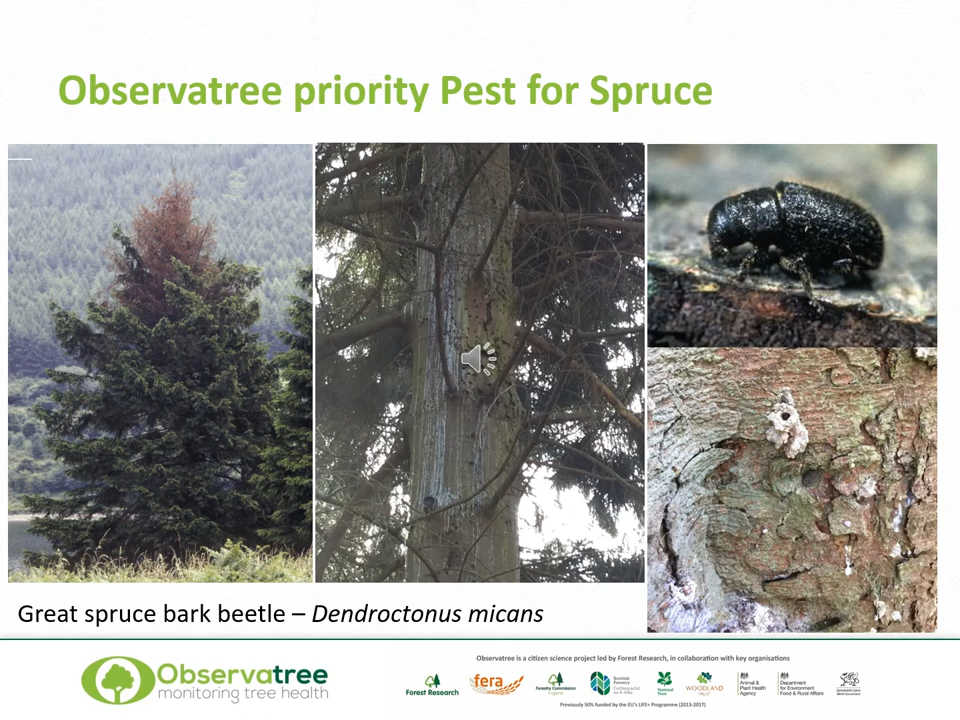 Observatree priority Pest for Spruce
Great spruce bark beetle – Dendroctonus micans
Observatree
monitoring tree health
Observatree is a citizen science project led by Forest Research, in collaboration with key organisations
Forest Research
fera
Forestry Commission
England
Scottish
Forestry
National
Trust
WOODLAND
TRUST
Animal &
Plant Health
Agency
Department
for Environment
Food & Rural Affairs
Previously 50% funded by the EU's LIFE+ Programme (2013-2017)